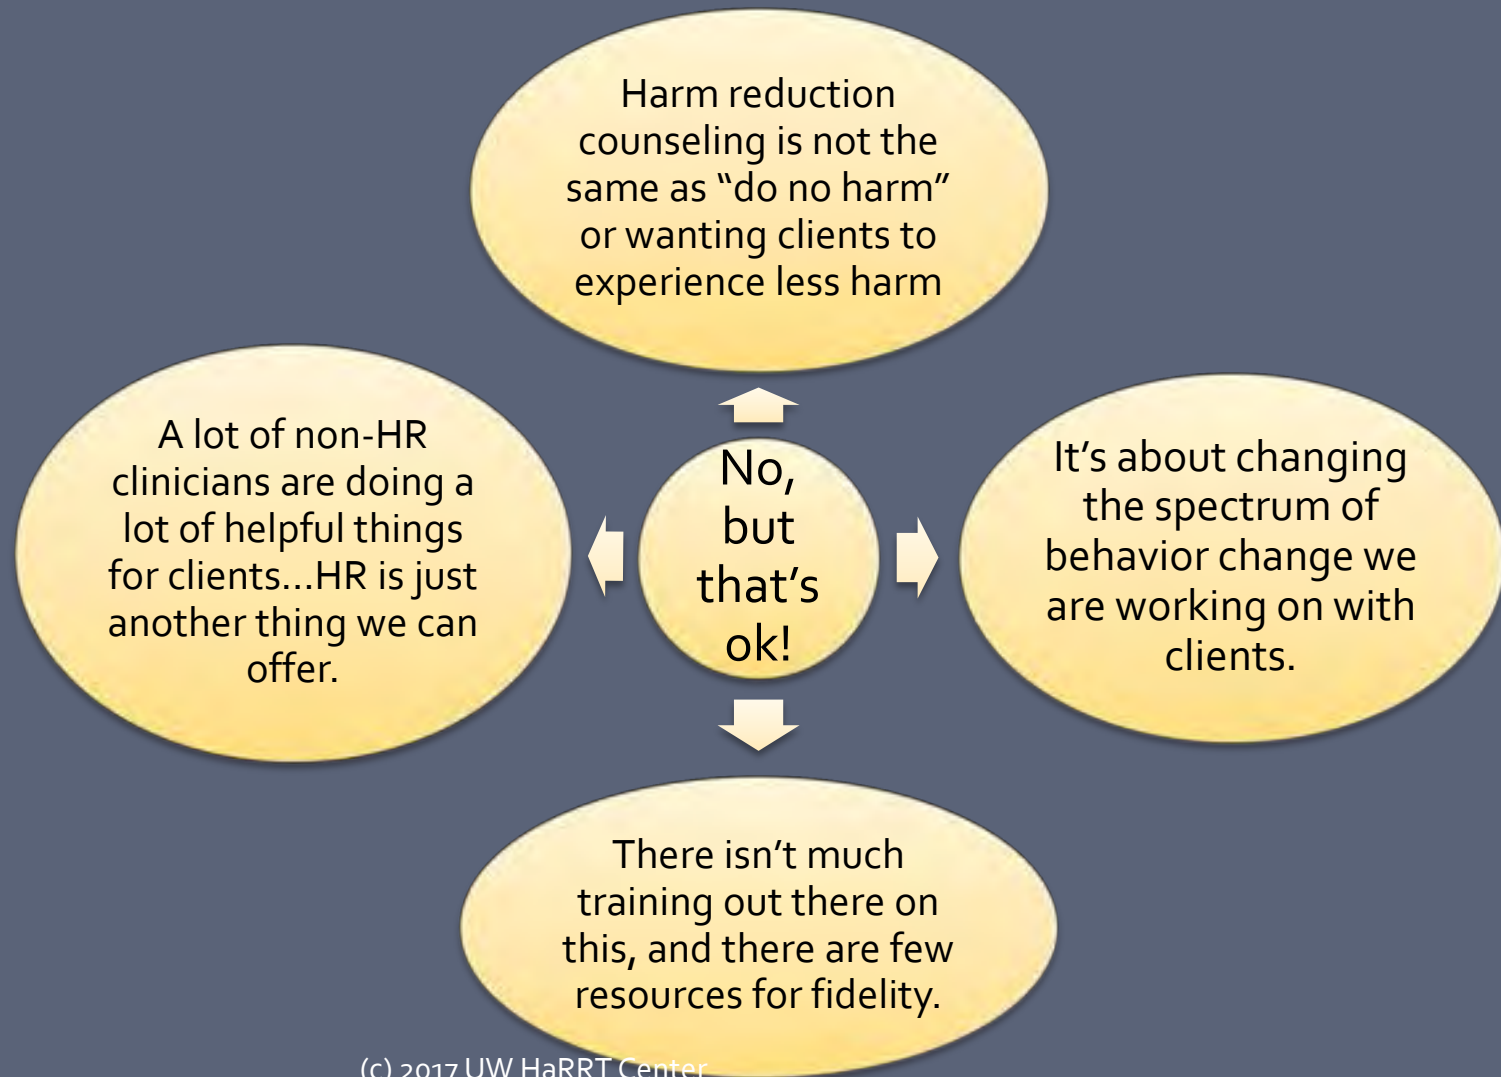 Harm reduction
counseling is not the
same as “do no harm”
or wanting clients to
experience less harm
A lot of non-HR
clinicians are doing a
lot of helpful things
for clients...HR is just
another thing we can
offer.
No,
but
that’s
ok!
It’s about changing
the spectrum of
behavior change we
are working on with
clients.
There isn’t much
training out there on
this, and there are few
resources for fidelity.
(c) 2017 UW HaRRT Center